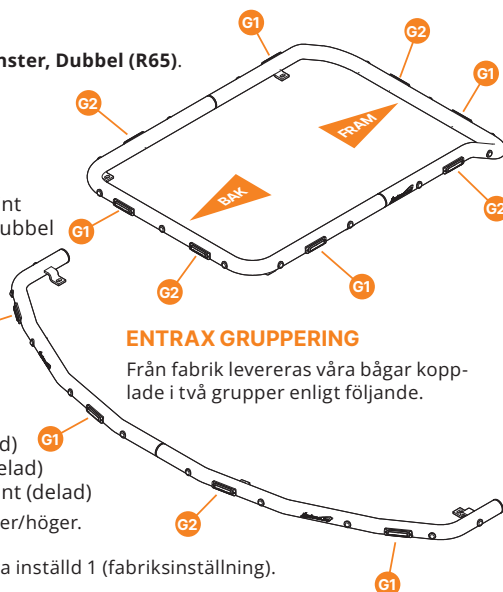 nster, Dubbel (R65).
G1
G2
G1
G2
FRAM
BAK
G2
nt
ubbel
G1
G2
G1
ENTRAX GRUPPERING
Från fabrik levereras våra bågar kopp-
lade i två grupper enligt följande.
d)
G1
elad)
nt (delad)
er/höger.
G2
a inställd 1 (fabriksinställning).
G1